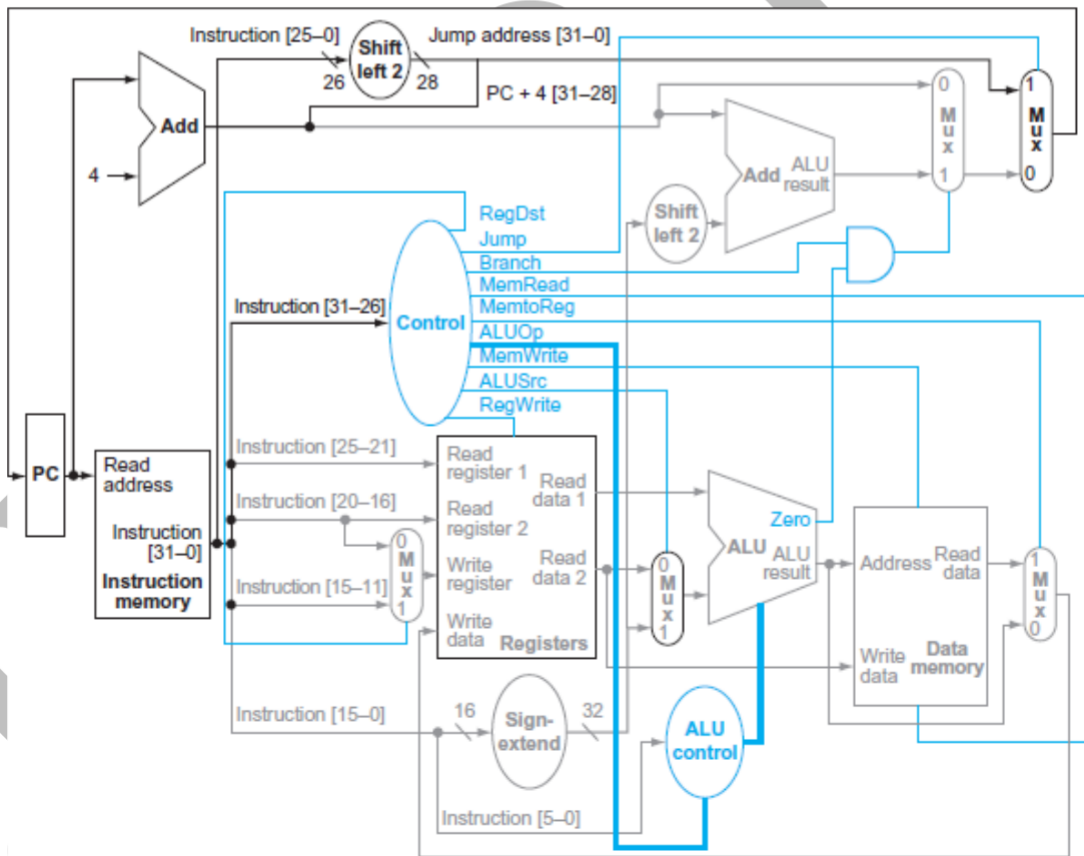 Instruction [25–0]
Shift
left 2
26
28
Jump address [31–0]
PC + 4 [31–28]
Add
4
0
M
u
x
1
1
M
u
x
0
Add
ALU
result
Shift
left 2
RegDst
Jump
Branch
MemRead
MemtoReg
ALUOp
MemWrite
ALUSrc
RegWrite
Instruction [31–26]
Control
PC
Read
address
Instruction
[31–0]
Instruction
memory
Instruction [25–21]
Instruction [20–16]
Instruction [15–11]
0
M
u
x
1
Read
register 1
Read
register 2
Write
register
Write
data
Read
data 1
Read
data 2
Registers
0
M
u
x
1
Zero
ALU
ALU
result
Address
Read
data
Write
data
Data
memory
1
M
u
x
0
Instruction [15–0]
16
Sign-
extend
32
ALU
control
Instruction [5–0]